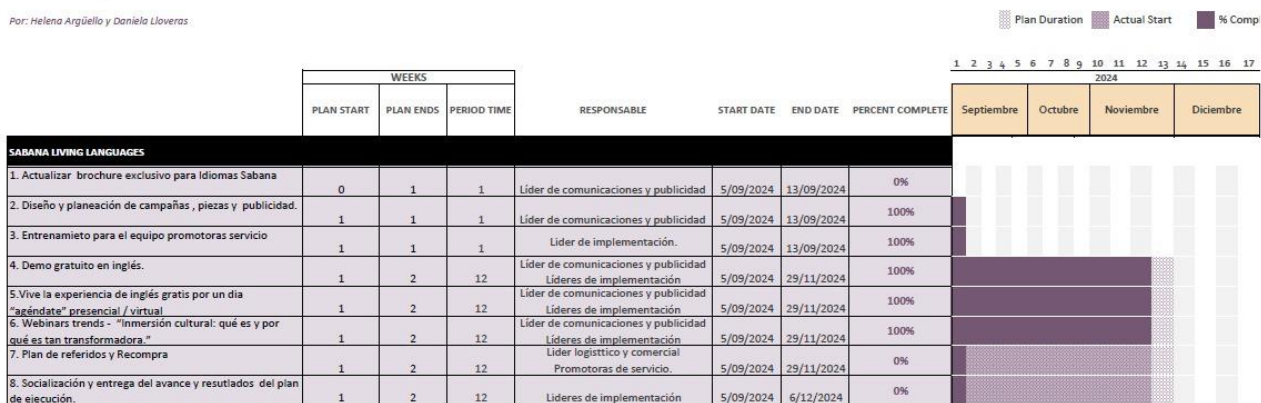 Por: Helena Argüello y Daniela Lloveras
Plan Duration Actual Start % Compl
1 2 3 4 5 6 7 8 9 10 11 12 13 14 15 16 17
WEEKS 2024
PLAN START PLAN ENDS PERIOD TIME RESPONSABLE START DATE END DATE PERCENT COMPLETE Septiembre Octubre Noviembre Diciembre
SABANA LIVING LANGUAGES
1. Actualizar brochure exclusivo para Idiomas Sabana
0 1 1 Líder de comunicaciones y publicidad 5/09/2024 13/09/2024 0%
2. Diseño y planeación de campañas , piezas y publicidad.
1 1 1 Líder de comunicaciones y publicidad 5/09/2024 13/09/2024 100%
3. Entrenamieto para el equipo promotoras servicio
1 1 1 Lider de implementación. 5/09/2024 13/09/2024 100%
4. Demo gratuito en inglés.
1 2 12 Líder de comunicaciones y publicidad
Líderes de implementación 5/09/2024 29/11/2024 100%
5.Vive la experiencia de inglés gratis por un dia
"agéndate" presencial / virtual
1 2 12 Líder de comunicaciones y publicidad
Líderes de implementación 5/09/2024 29/11/2024 100%
6. Webinars trends - "Inmersión cultural: qué es y por
qué es tan transformadora."
1 2 12 Líder de comunicaciones y publicidad
Líderes de implementación 5/09/2024 29/11/2024 100%
7. Plan de referidos y Recompra
1 2 12 Lider logisttico y comercial
Promotoras de servicio. 5/09/2024 29/11/2024 0%
8. Socialización y entrega del avance y resutlados del plan
de ejecución.
1 2 12 Lideres de implementación 5/09/2024 6/12/2024 0%